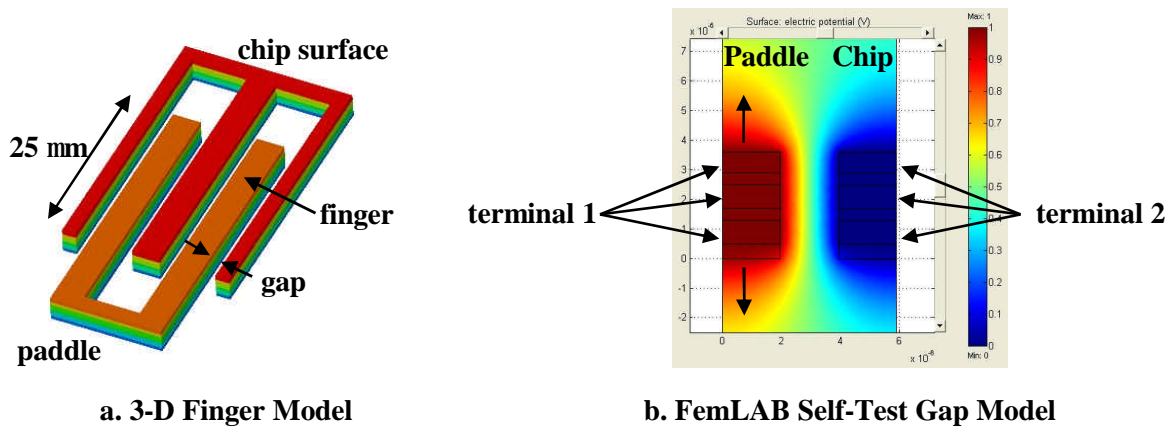 chip surface
25 mm
finger
gap
paddle
a. 3-D Finger Model
Surface: electric potential (V)
Max: 1
x 10⁻⁶
Paddle
Chip
7
6
5
4
3
2
1
0
-1
-2
0
2
4
6
x 10⁻⁶
1
0.9
0.8
0.7
0.6
0.5
0.4
0.3
0.2
0.1
0
Min: 0
terminal 1
terminal 2
b. FemLAB Self-Test Gap Model